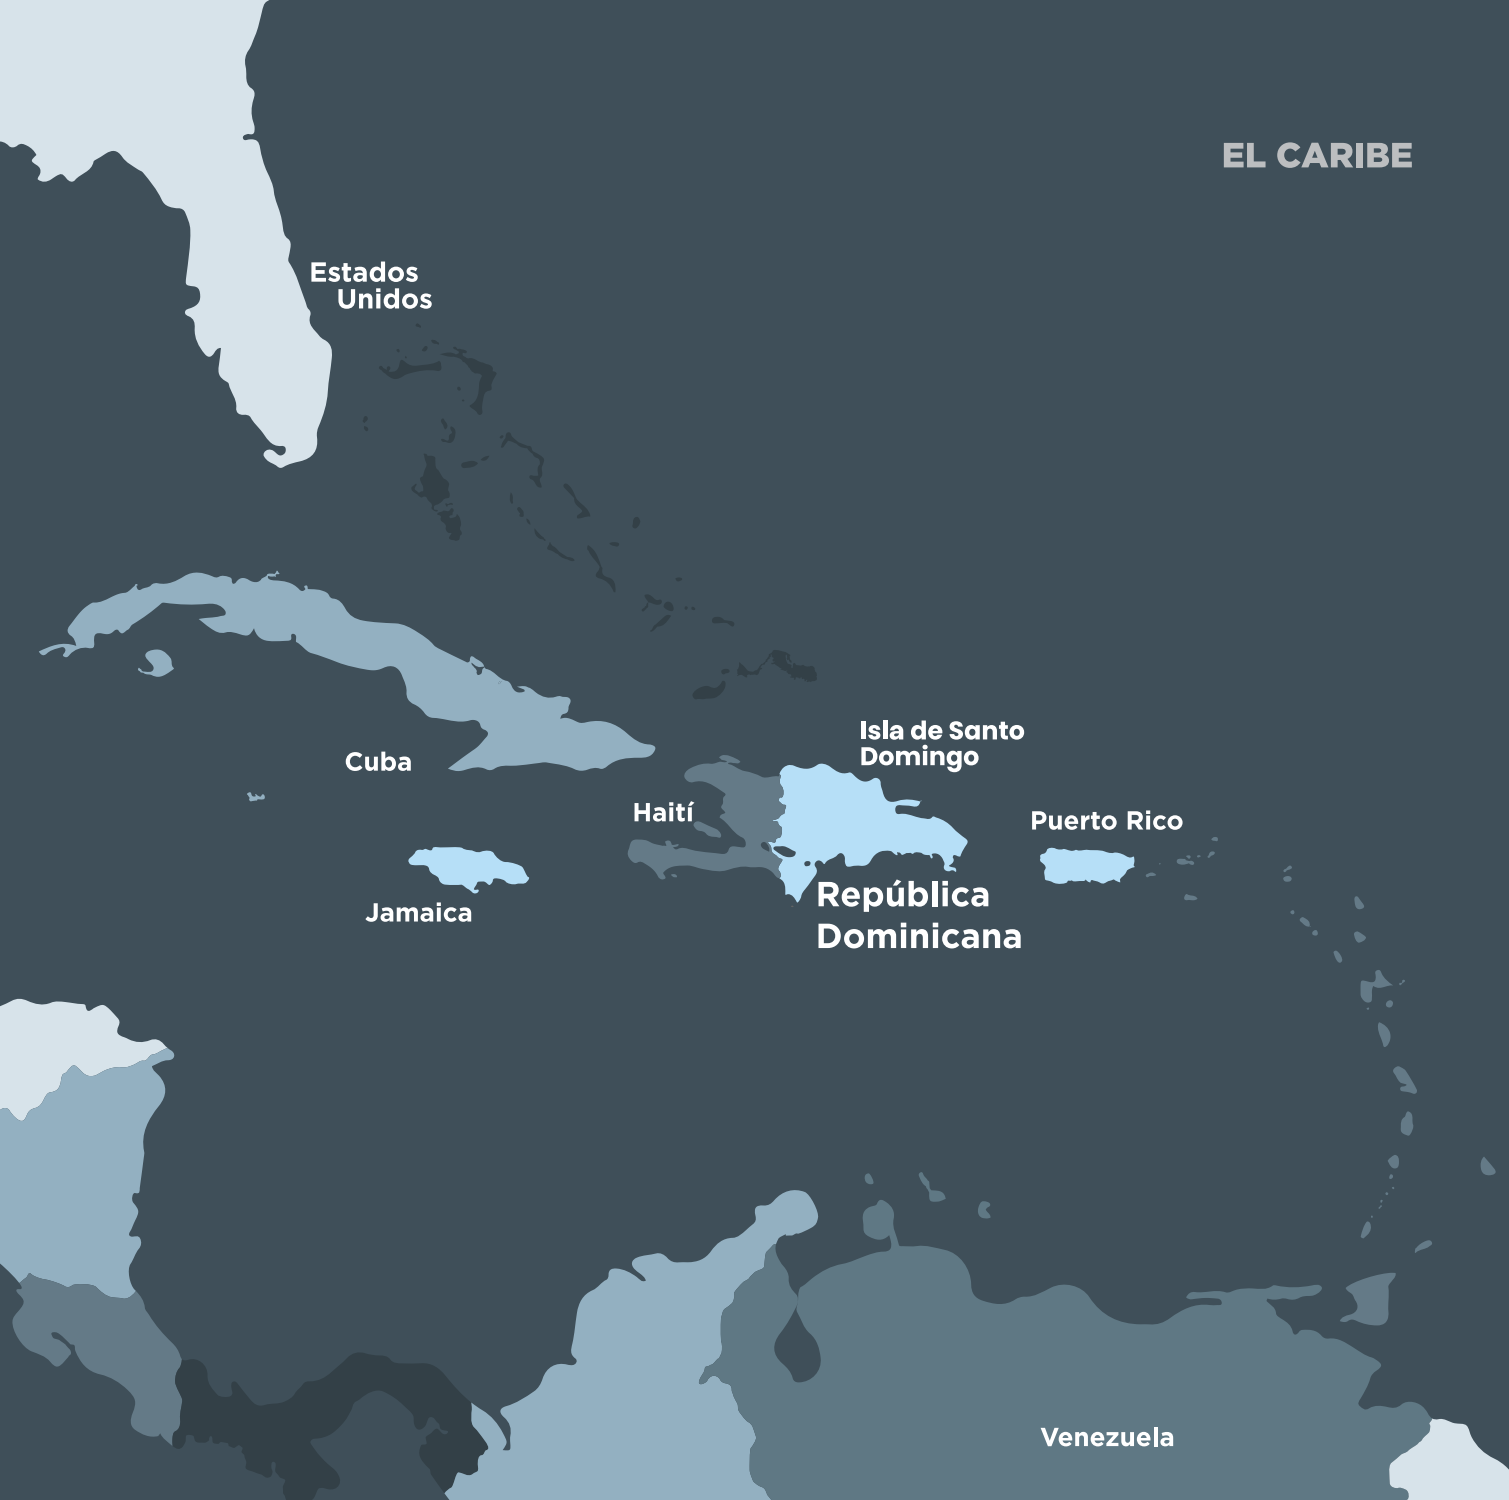 EL CARIBE
Estados
Unidos
Isla de Santo
Domingo
Cuba
Haití
Puerto Rico
República
Dominicana
Jamaica
Venezuela